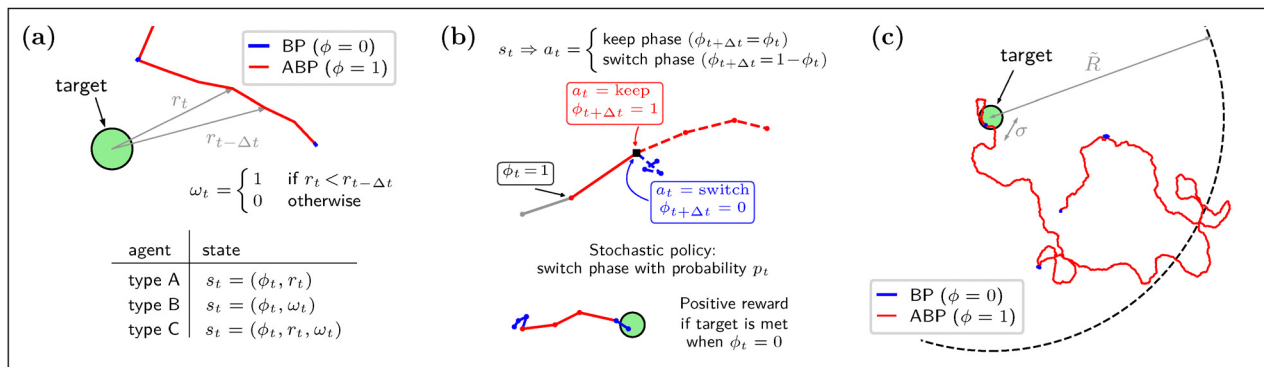 (a)
BP (ϕ = 0)
ABP (ϕ = 1)
target
r_t
r_{t−Δt}
ω_t = { 1 if r_t < r_{t−Δt}
0 otherwise
agent state
type A s_t = (ϕ_t, r_t)
type B s_t = (ϕ_t, ω_t)
type C s_t = (ϕ_t, r_t, ω_t)
(b)
s_t ⇒ a_t = { keep phase (ϕ_{t+Δt} = ϕ_t)
switch phase (ϕ_{t+Δt} = 1−ϕ_t)
a_t = keep
ϕ_{t+Δt} = 1
ϕ_t = 1
a_t = switch
ϕ_{t+Δt} = 0
Stochastic policy:
switch phase with probability p_t
Positive reward
if target is met
when ϕ_t = 0
(c)
target
R̃
σ
BP (ϕ = 0)
ABP (ϕ = 1)